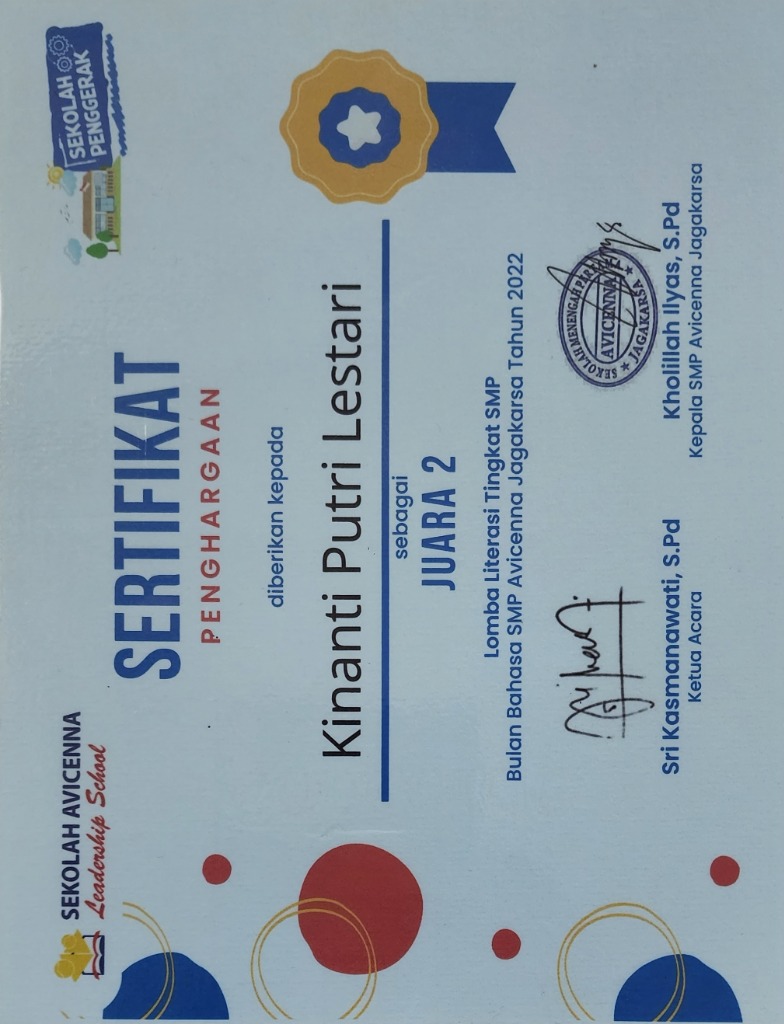 SEKOLAH AVICENNA
Leadership School
SEKOLAH
PENGGERAK
SERTIFIKAT
PENGHARGAAN
diberikan kepada
Kinanti Putri Lestari
sebagai
JUARA 2
Lomba Literasi Tingkat SMP
Bulan Bahasa SMP Avicenna Jagakarsa Tahun 2022
SEKOLAH MENENGAH
AVICENNA
★ JAGAKARSA ★
Sri Kasmanawati, S.Pd
Ketua Acara
Kholillah Ilyas, S.Pd
Kepala SMP Avicenna Jagakarsa